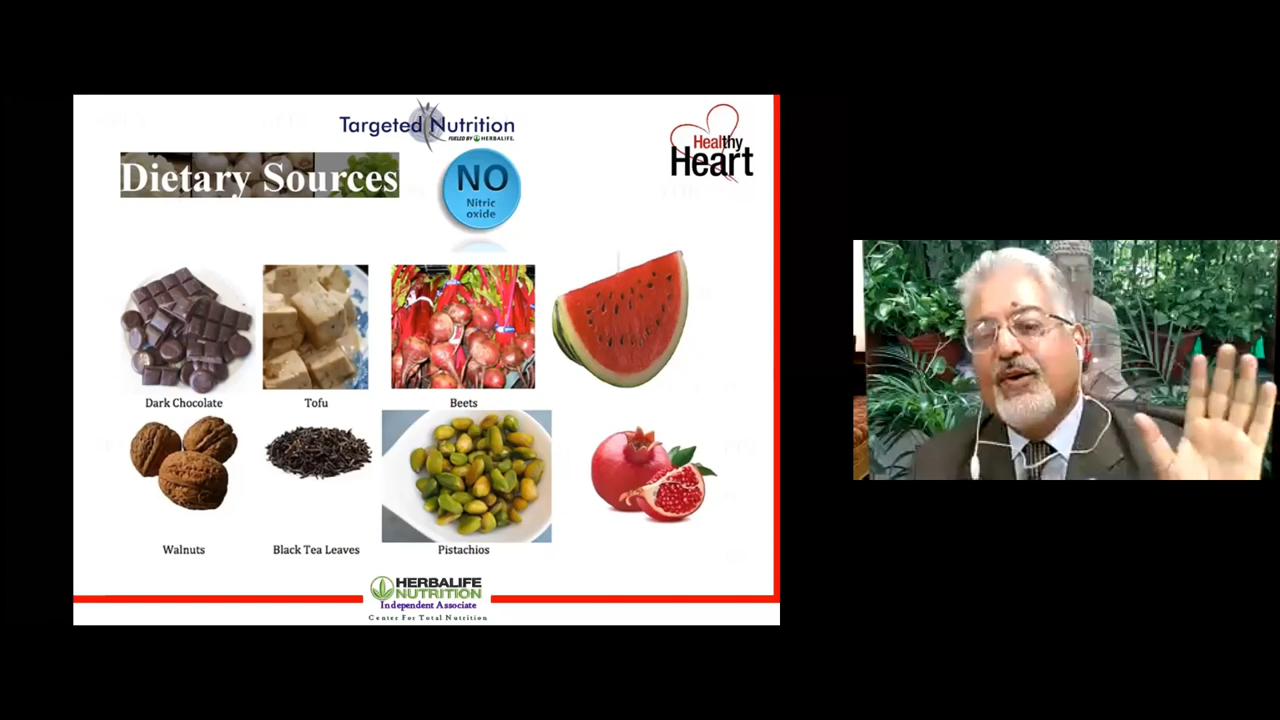 Targeted Nutrition
FUELED BY HERBALIFE.
Healthy
Heart
Dietary Sources
NO
Nitric
oxide
Dark Chocolate
Tofu
Beets
Walnuts
Black Tea Leaves
Pistachios
HERBALIFE
NUTRITION
Independent Associate
Center For Total Nutrition